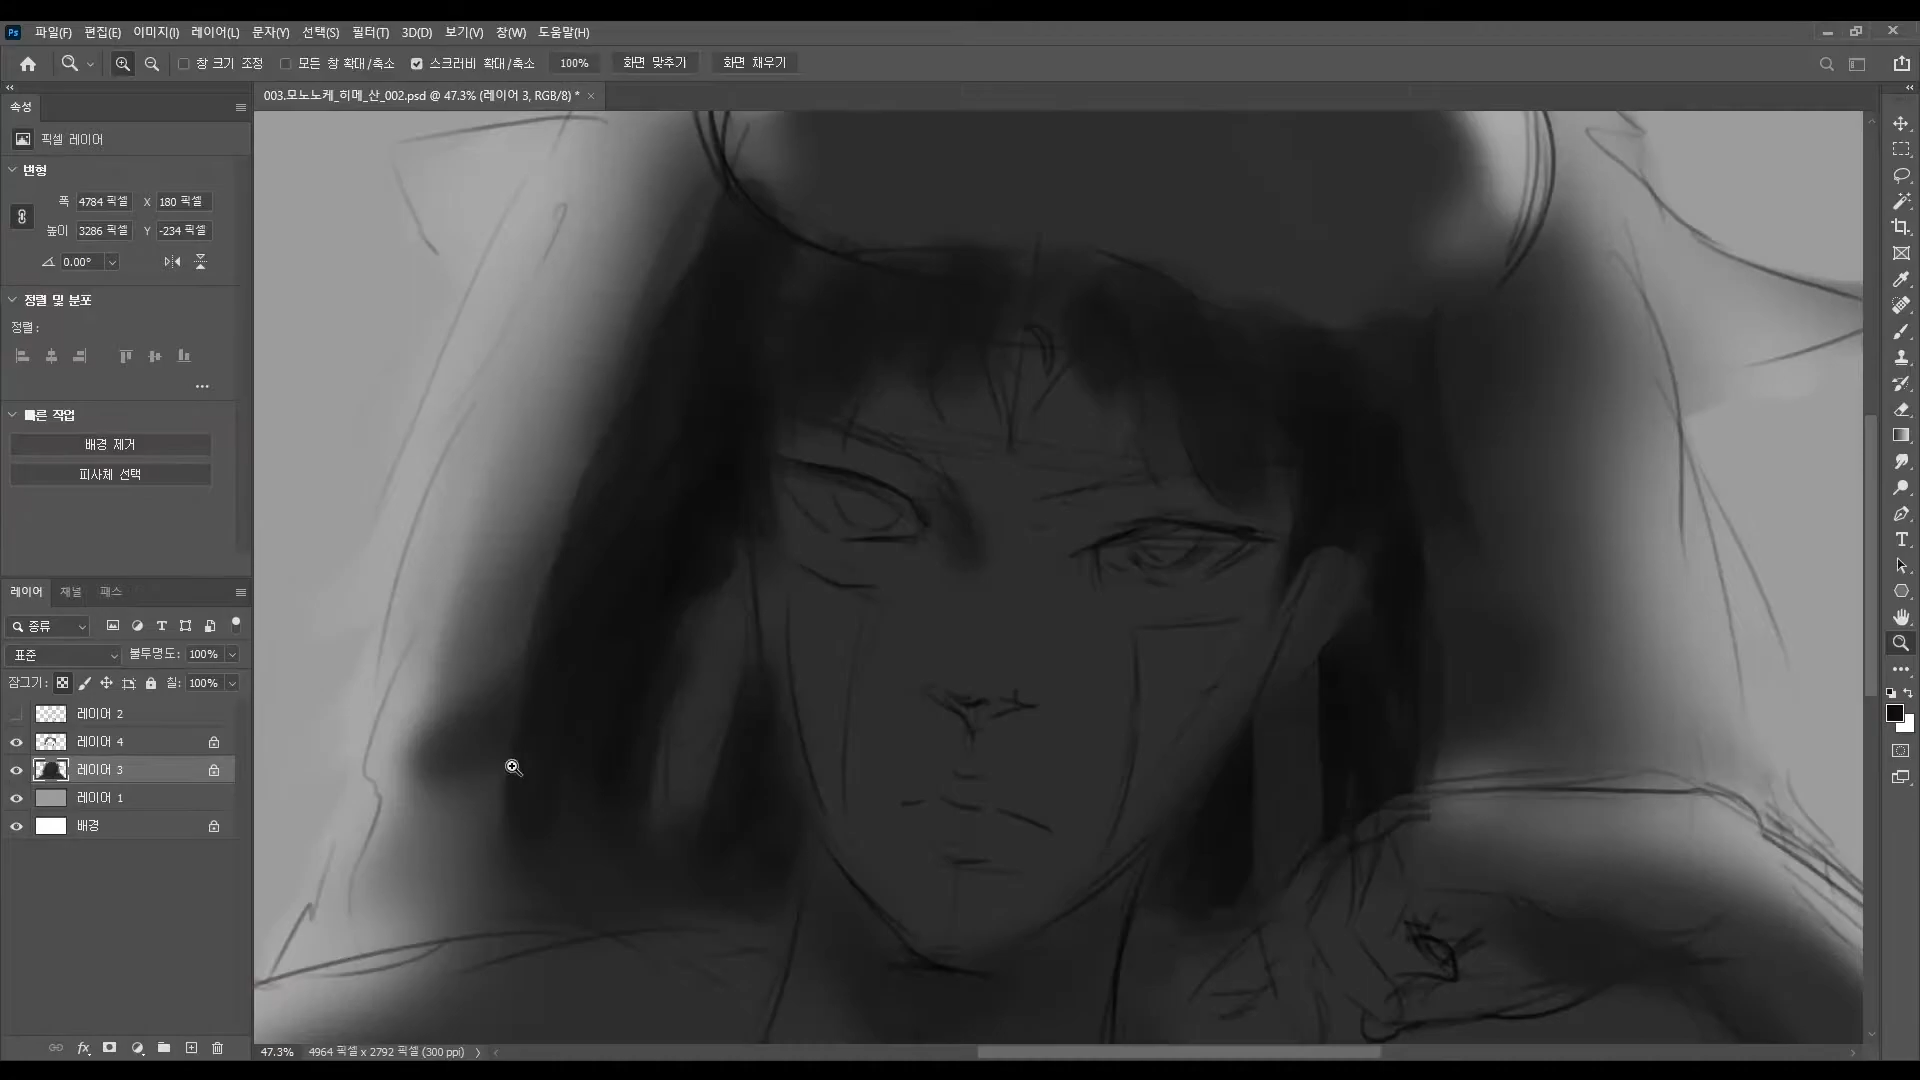 Ps 파일(F) 편집(E) 이미지(I) 레이어(L) 문자(Y) 선택(S) 필터(T) 3D(D) 보기(V) 창(W) 도움말(H)
창 크기 조정 모든 창 확대/축소 스크러비 확대/축소 100% 화면 맞추기 화면 채우기
003.모노노케_히메_산_002.psd @ 47.3% (레이어 3, RGB/8) * ×
속성
픽셀 레이어
변형
폭 4784 픽셀 X 180 픽셀
높이 3286 픽셀 Y -234 픽셀
0.00°
정렬 및 분포
정렬:
빠른 작업
배경 제거
피사체 선택
레이어 채널 패스
종류
표준 불투명도: 100%
잠그기: 칠: 100%
레이어 2
레이어 4
레이어 3
레이어 1
배경
fx
47.3% 4964 픽셀 x 2792 픽셀 (300 ppi)